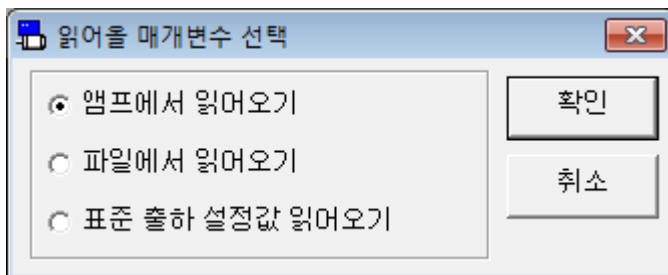 읽어올 매개변수 선택
앰프에서 읽어오기
파일에서 읽어오기
표준 출하 설정값 읽어오기
확인
취소